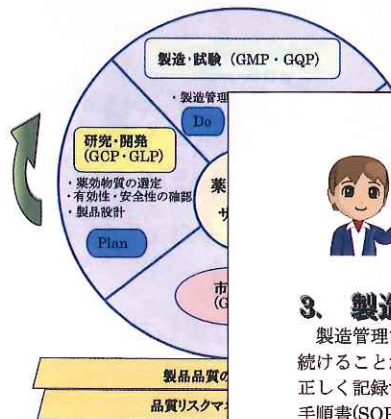 製造・試験（GMP・GQP）
・製造管理
Do
研究・開発
(GCP・GLP)
・薬効物質の選定
・有効性・安全性の確認
・製品設計
Plan
薬
サ
市
(G
製品品質の
品質リスクマネ
3、 製造
製造管理
続けること
正しく記録
手順書(SOP